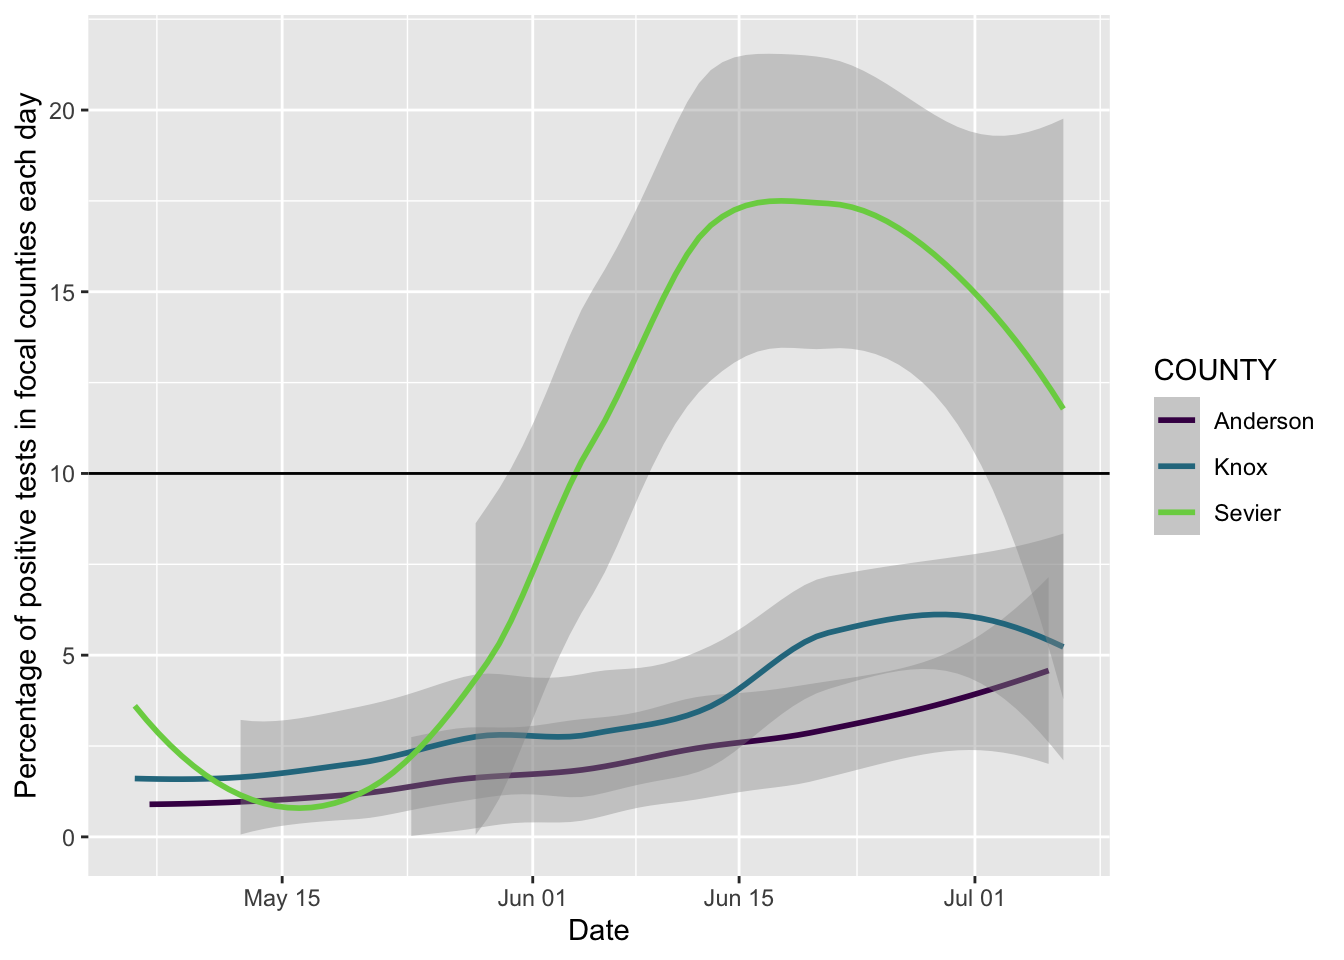 Percentage of positive tests in focal counties each day
20
15
10
5
0
May 15
Jun 01
Jun 15
Jul 01
Date
COUNTY
Anderson
Knox
Sevier